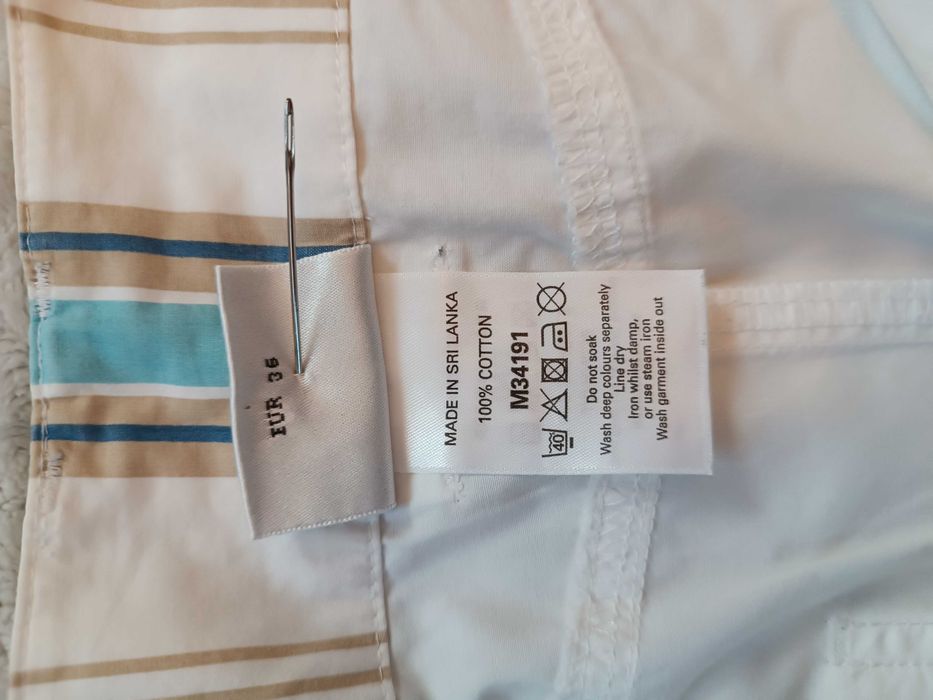 EUR 36
MADE IN SRI LANKA
100% COTTON
M34191
40
Do not soak
Wash deep colours separately
Line dry
Iron whilst damp,
or use steam iron
Wash garment inside out